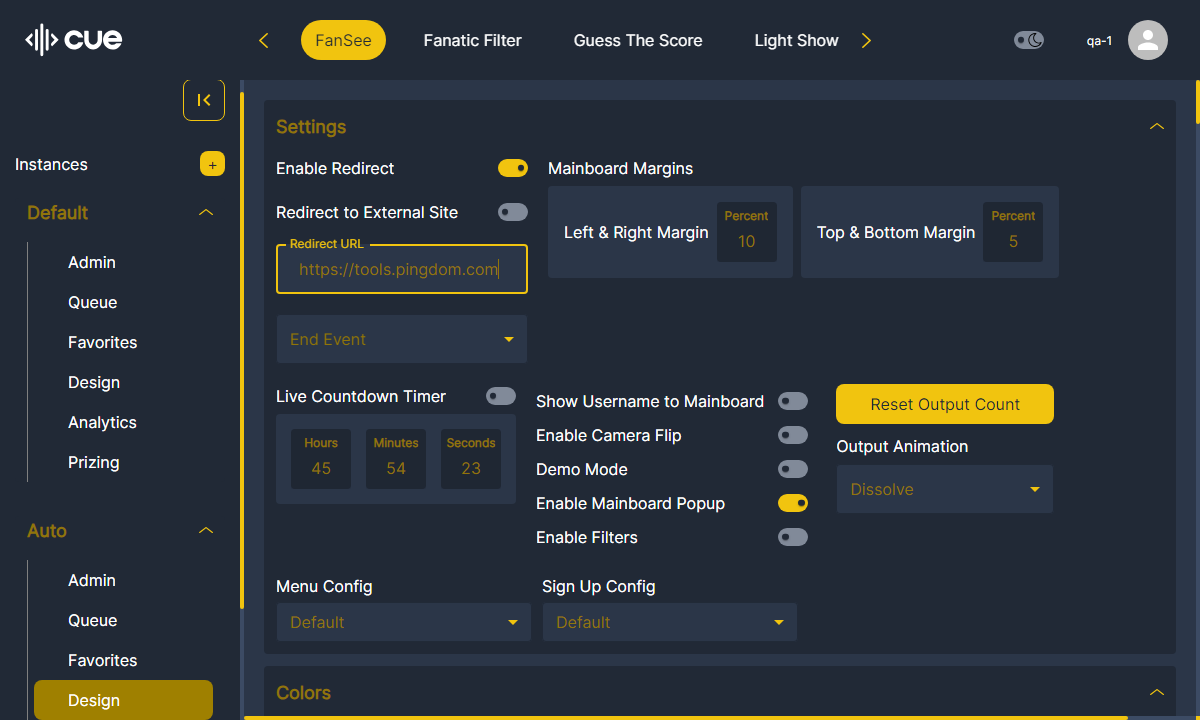 cue
FanSee
Fanatic Filter
Guess The Score
Light Show
qa-1
Instances
+
Default
Admin
Queue
Favorites
Design
Analytics
Prizing
Auto
Admin
Queue
Favorites
Design
Settings
Enable Redirect
Redirect to External Site
Redirect URL
https://tools.pingdom.com
End Event
Mainboard Margins
Left & Right Margin
Percent
10
Top & Bottom Margin
Percent
5
Live Countdown Timer
Hours
45
Minutes
54
Seconds
23
Show Username to Mainboard
Enable Camera Flip
Demo Mode
Enable Mainboard Popup
Enable Filters
Reset Output Count
Output Animation
Dissolve
Menu Config
Default
Sign Up Config
Default
Colors